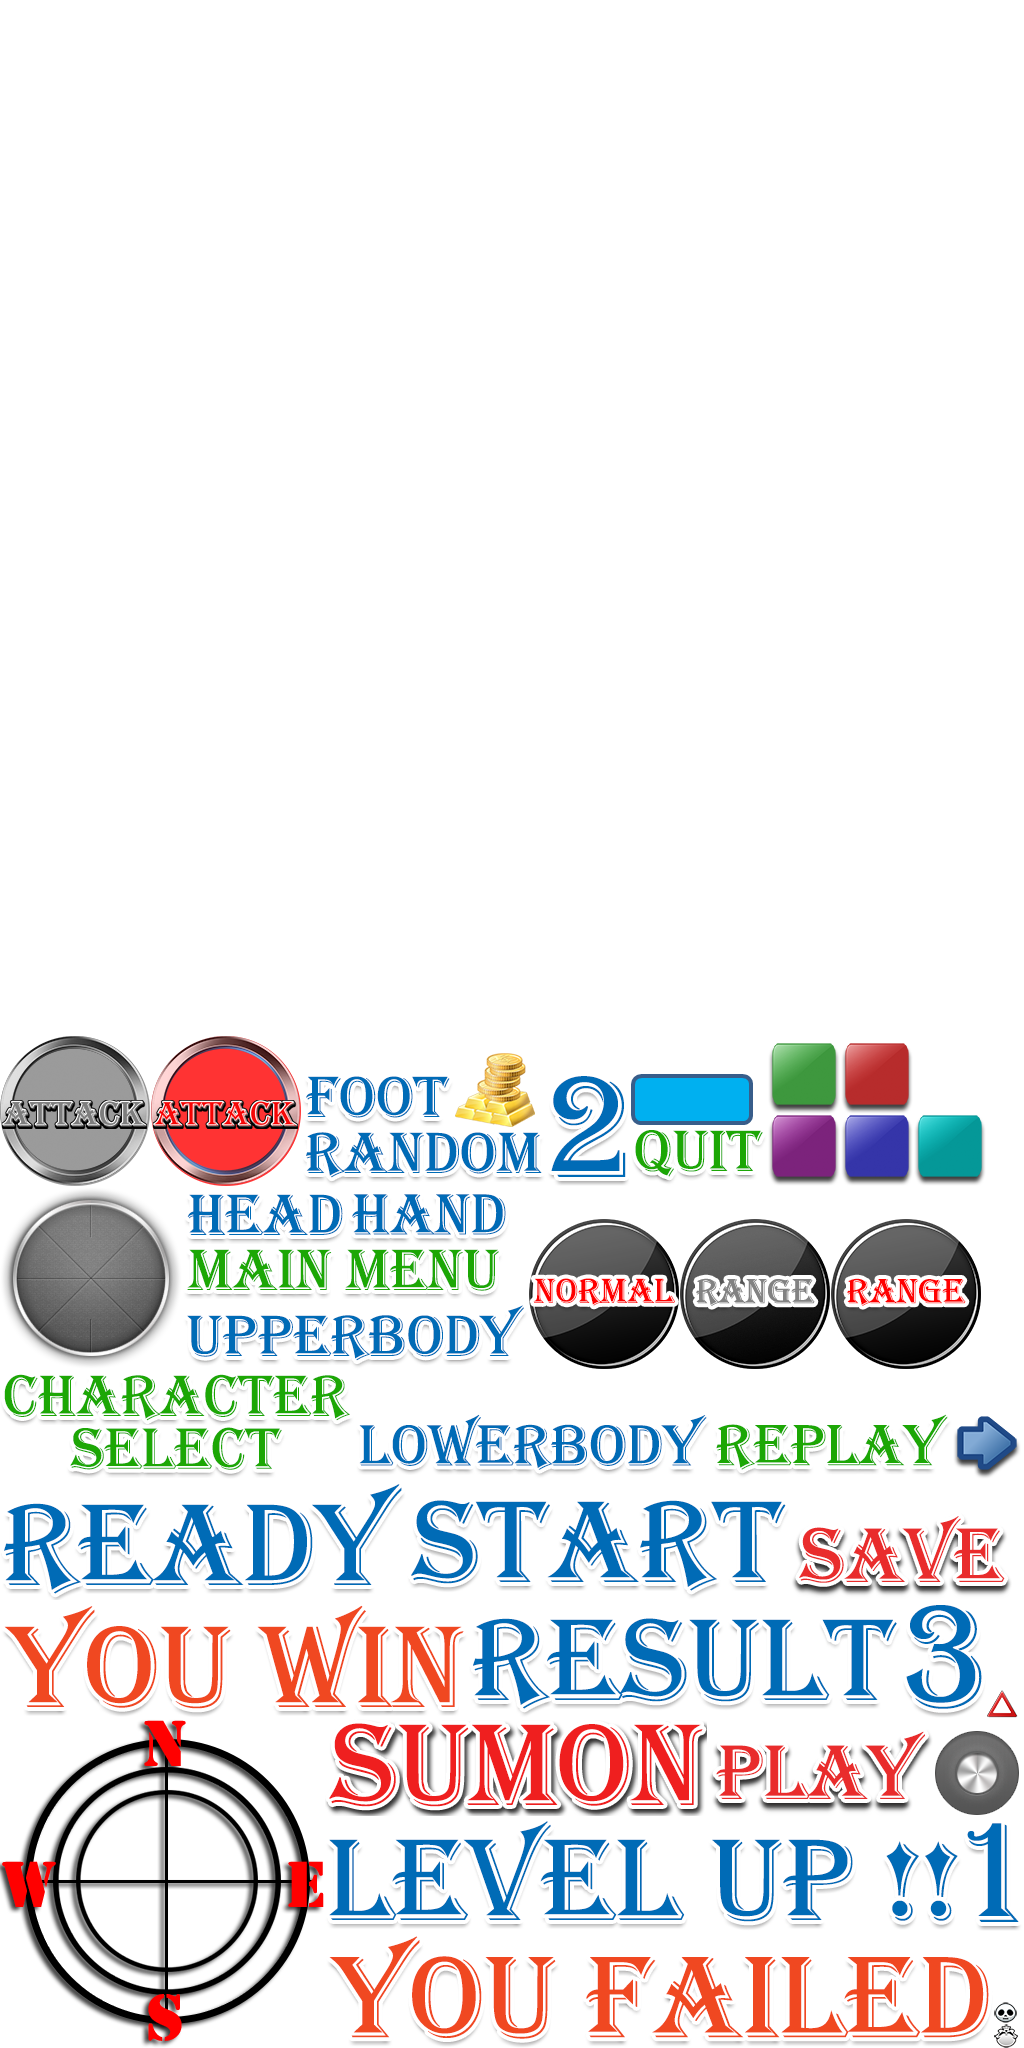 ATTACK
ATTACK
FOOT
2
RANDOM
QUIT
HEAD
HAND
MAIN MENU
UPPERBODY
NORMAL
RANGE
RANGE
CHARACTER
SELECT
LOWERBODY
REPLAY
READY
START
SAVE
YOU WIN
RESULT
3
N
W
E
S
SUMON
PLAY
LEVEL UP !!
1
YOU FAILED